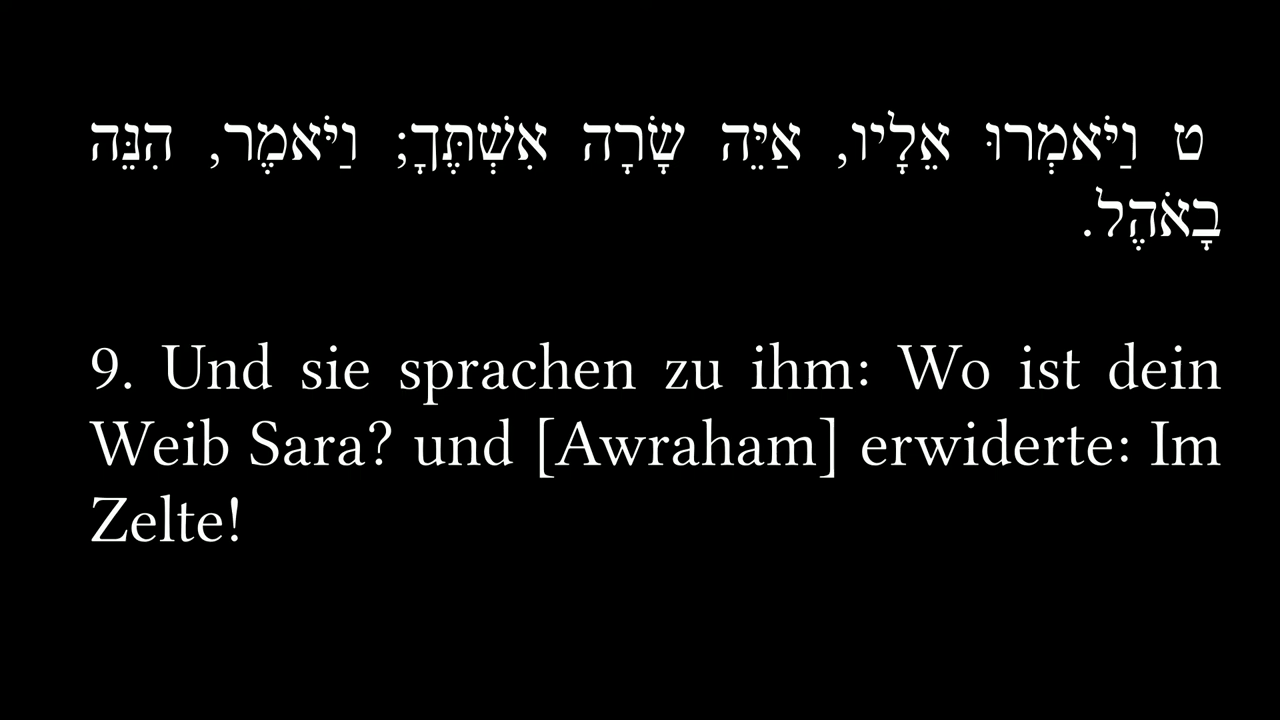 ט וַיֹּאמְרוּ אֵלָיו, אַיֵּה שָׂרָה אִשְׁתֶּךָ; וַיֹּאמֶר, הִנֵּה
בָאֹהֶל.
9. Und sie sprachen zu ihm: Wo ist dein
Weib Sara? und [Awraham] erwiderte: Im
Zelte!